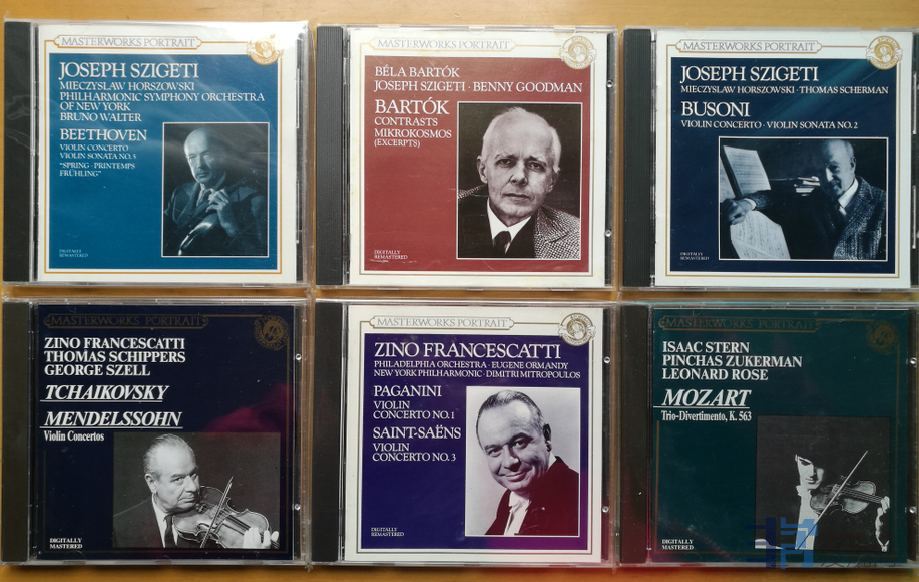 MASTERWORKS PORTRAIT
JOSEPH SZIGETI
MIECZYSLAW HORSZOWSKI
PHILHARMONIC SYMPHONY ORCHESTRA
OF NEW YORK
BRUNO WALTER
BEETHOVEN
VIOLIN CONCERTO
VIOLIN SONATA NO. 5
"SPRING · PRINTEMPS
FRÜHLING"
DIGITALLY
REMASTERED
MASTERWORKS PORTRAIT
BÉLA BARTÓK
JOSEPH SZIGETI · BENNY GOODMAN
BARTÓK
CONTRASTS
MIKROKOSMOS
(EXCERPTS)
DIGITALLY
REMASTERED
MASTERWORKS PORTRAIT
JOSEPH SZIGETI
MIECZYSLAW HORSZOWSKI · THOMAS SCHERMAN
BUSONI
VIOLIN CONCERTO · VIOLIN SONATA NO. 2
DIGITALLY
REMASTERED
MASTERWORKS PORTRAIT
ZINO FRANCESCATTI
THOMAS SCHIPPERS
GEORGE SZELL
TCHAIKOVSKY
MENDELSSOHN
Violin Concertos
DIGITALLY
MASTERED
MASTERWORKS PORTRAIT
ZINO FRANCESCATTI
PHILADELPHIA ORCHESTRA · EUGENE ORMANDY
NEW YORK PHILHARMONIC · DIMITRI MITROPOULOS
PAGANINI
VIOLIN
CONCERTO NO. 1
SAINT-SAËNS
VIOLIN
CONCERTO NO. 3
DIGITALLY
REMASTERED
MASTERWORKS PORTRAIT
ISAAC STERN
PINCHAS ZUKERMAN
LEONARD ROSE
MOZART
Trio-Divertimento, K. 563
DIGITALLY
MASTERED